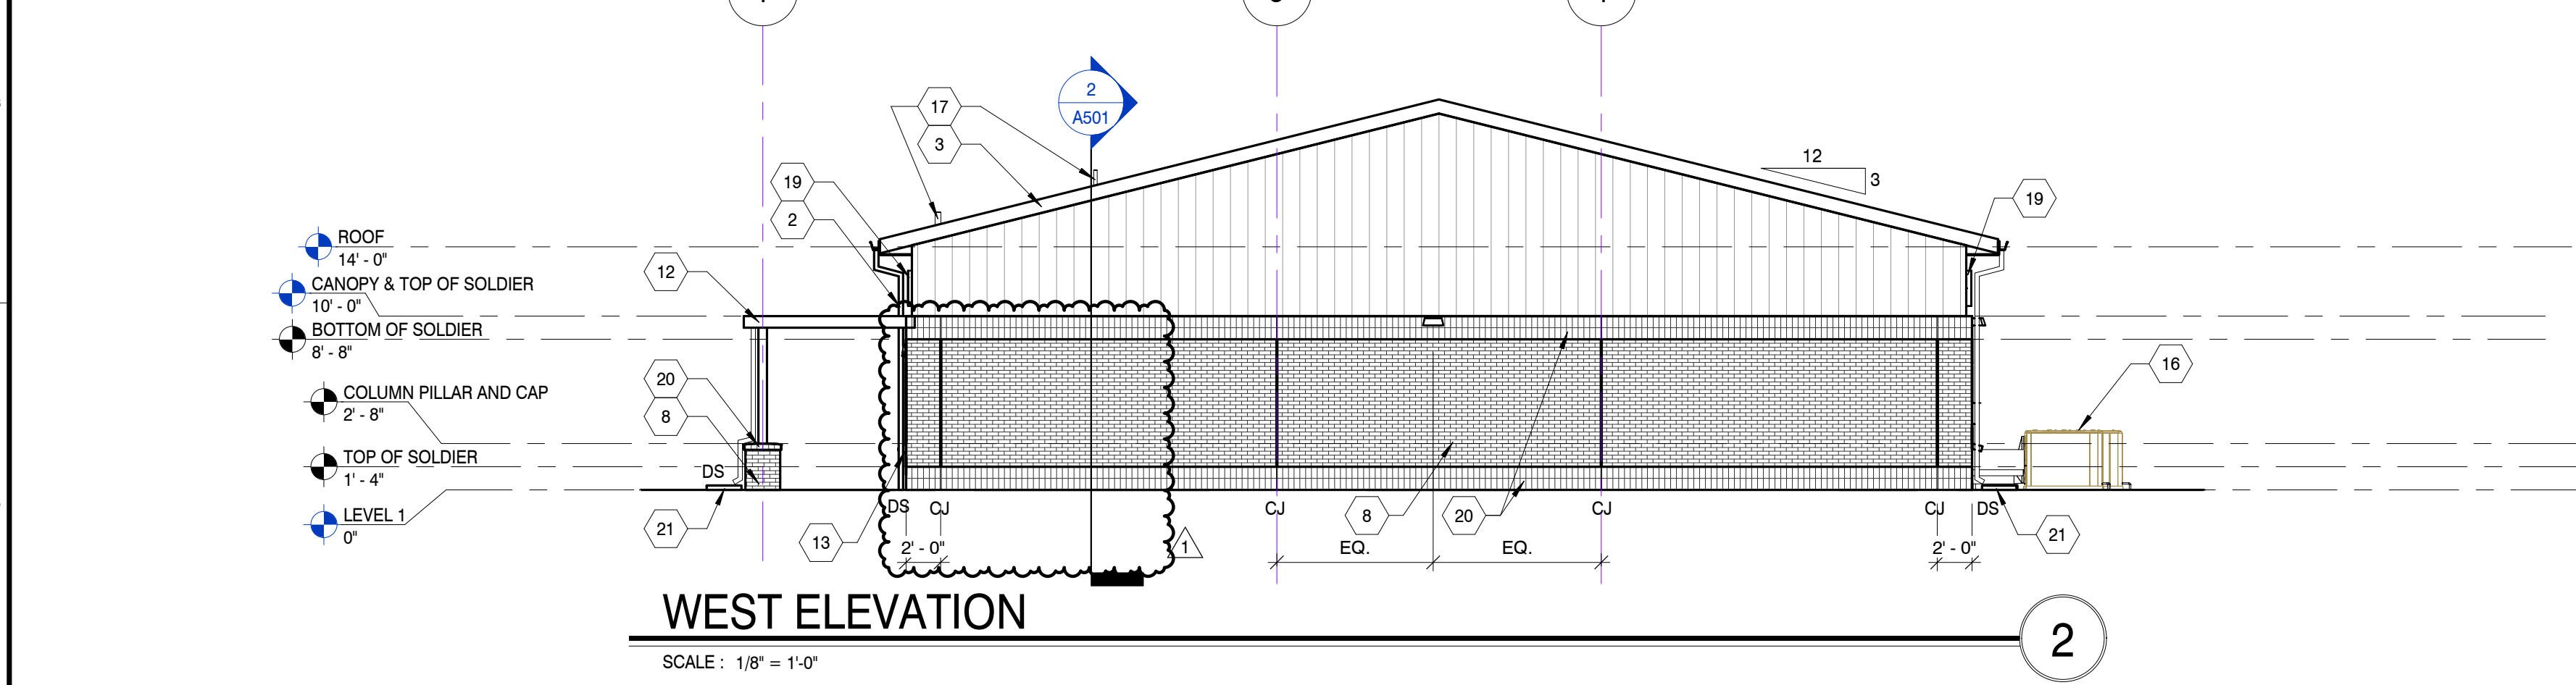 17
2
A501
3
12
3
19
19
2
ROOF
14' - 0"
12
CANOPY & TOP OF SOLDIER
10' - 0"
BOTTOM OF SOLDIER
8' - 8"
16
20
COLUMN PILLAR AND CAP
2' - 8"
8
TOP OF SOLDIER
1' - 4"
DS
LEVEL 1
0"
21
13
DS
CJ
CJ
8
20
CJ
CJ
DS
21
2' - 0"
1
EQ.
EQ.
2' - 0"
WEST ELEVATION
2
SCALE : 1/8" = 1'-0"